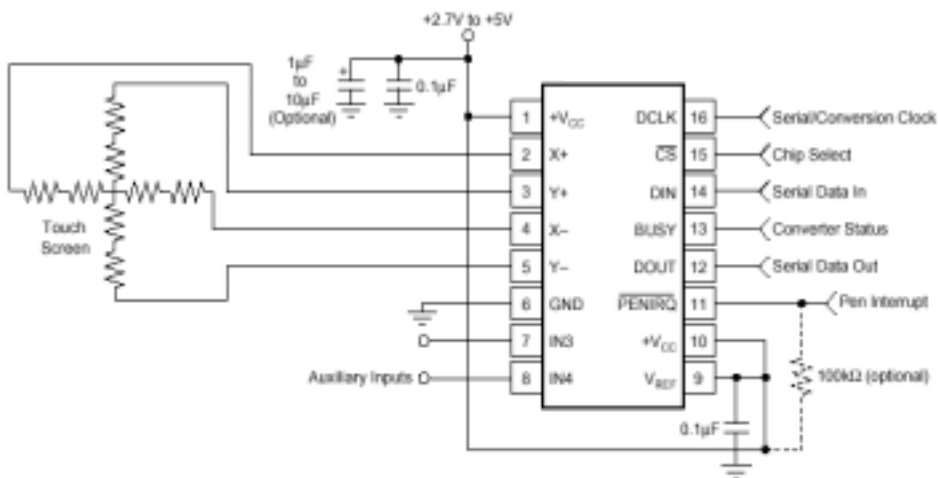 +2.7V to +5V
1μF
to
10μF
(Optional)
0.1μF
1 +VCC DCLK 16 Serial/Conversion Clock
2 X+ CS 15 Chip Select
3 Y+ DIN 14 Serial Data In
4 X– BUSY 13 Converter Status
5 Y– DOUT 12 Serial Data Out
6 GND PENIRQ 11 Pen Interrupt
7 IN3 +VCC 10
Auxiliary Inputs 8 IN4 VREF 9
Touch
Screen
100kΩ (optional)
0.1μF